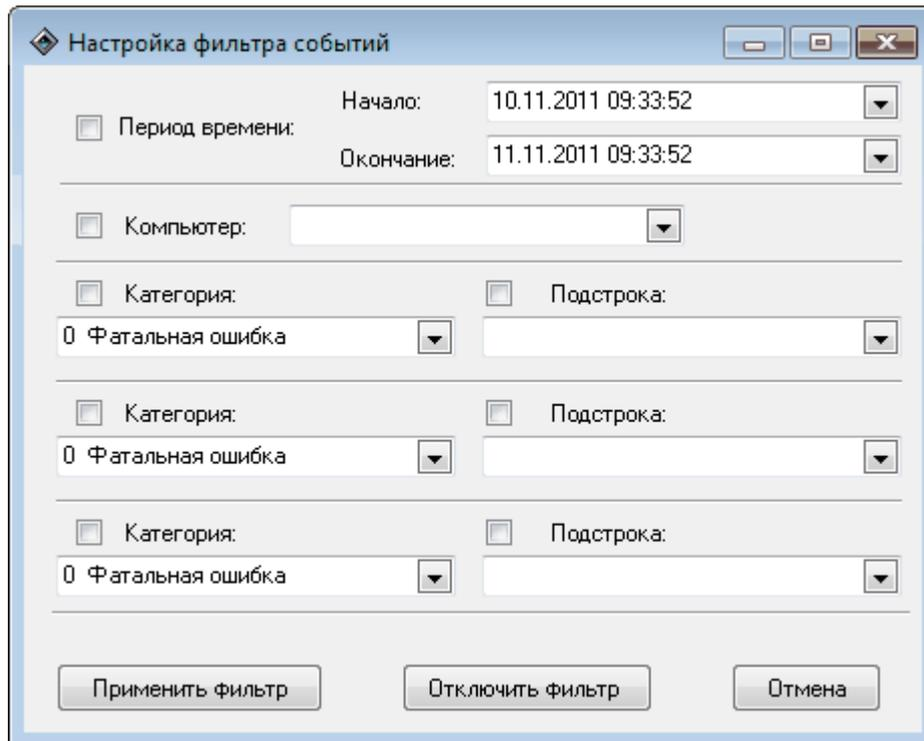 Настройка фильтра событий
Начало: 10.11.2011 09:33:52
Период времени:
Окончание: 11.11.2011 09:33:52
Компьютер:
Категория: Подстрока:
0 Фатальная ошибка
Категория: Подстрока:
0 Фатальная ошибка
Категория: Подстрока:
0 Фатальная ошибка
Применить фильтр Отключить фильтр Отмена